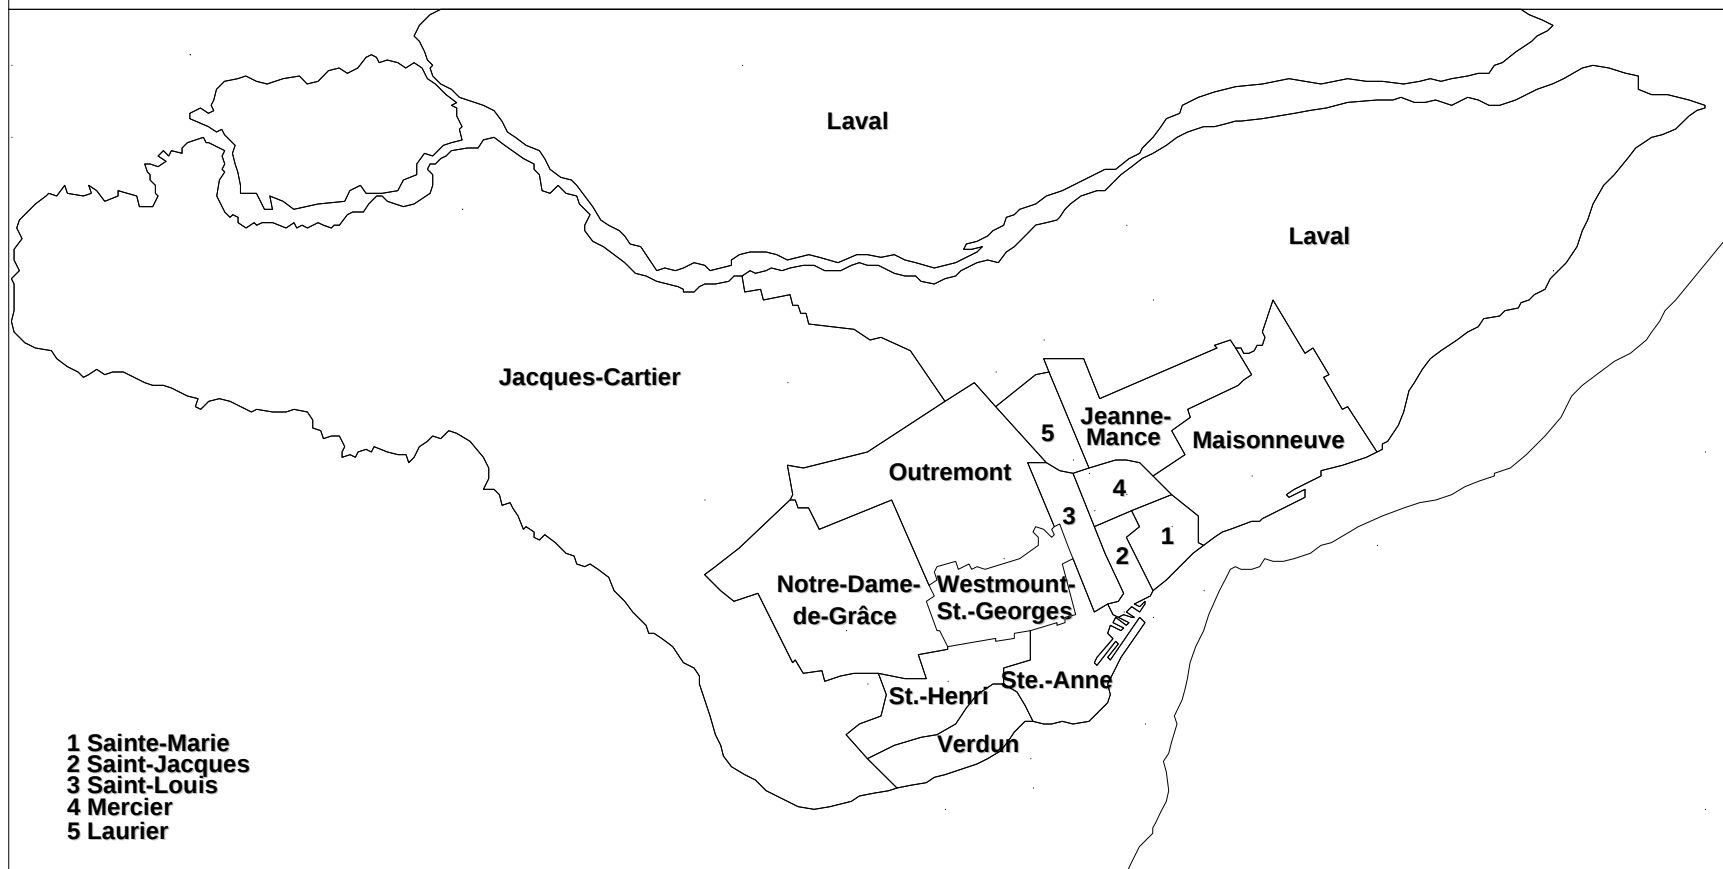 Laval
Laval
Jacques-Cartier
Jeanne-
Mance
5
Maisonneuve
Outremont
4
3
1
2
Notre-Dame-
de-Grâce
Westmount-
St.-Georges
Ste.-Anne
St.-Henri
Verdun
1 Sainte-Marie
2 Saint-Jacques
3 Saint-Louis
4 Mercier
5 Laurier